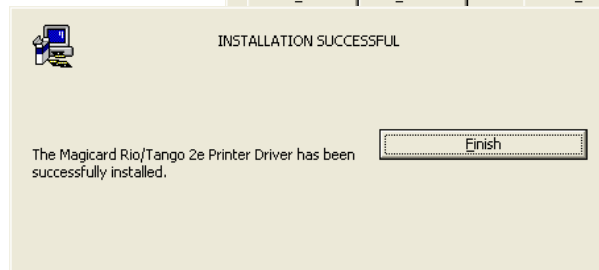 INSTALLATION SUCCESSFUL
The Magicard Rio/Tango 2e Printer Driver has been
successfully installed.
Finish